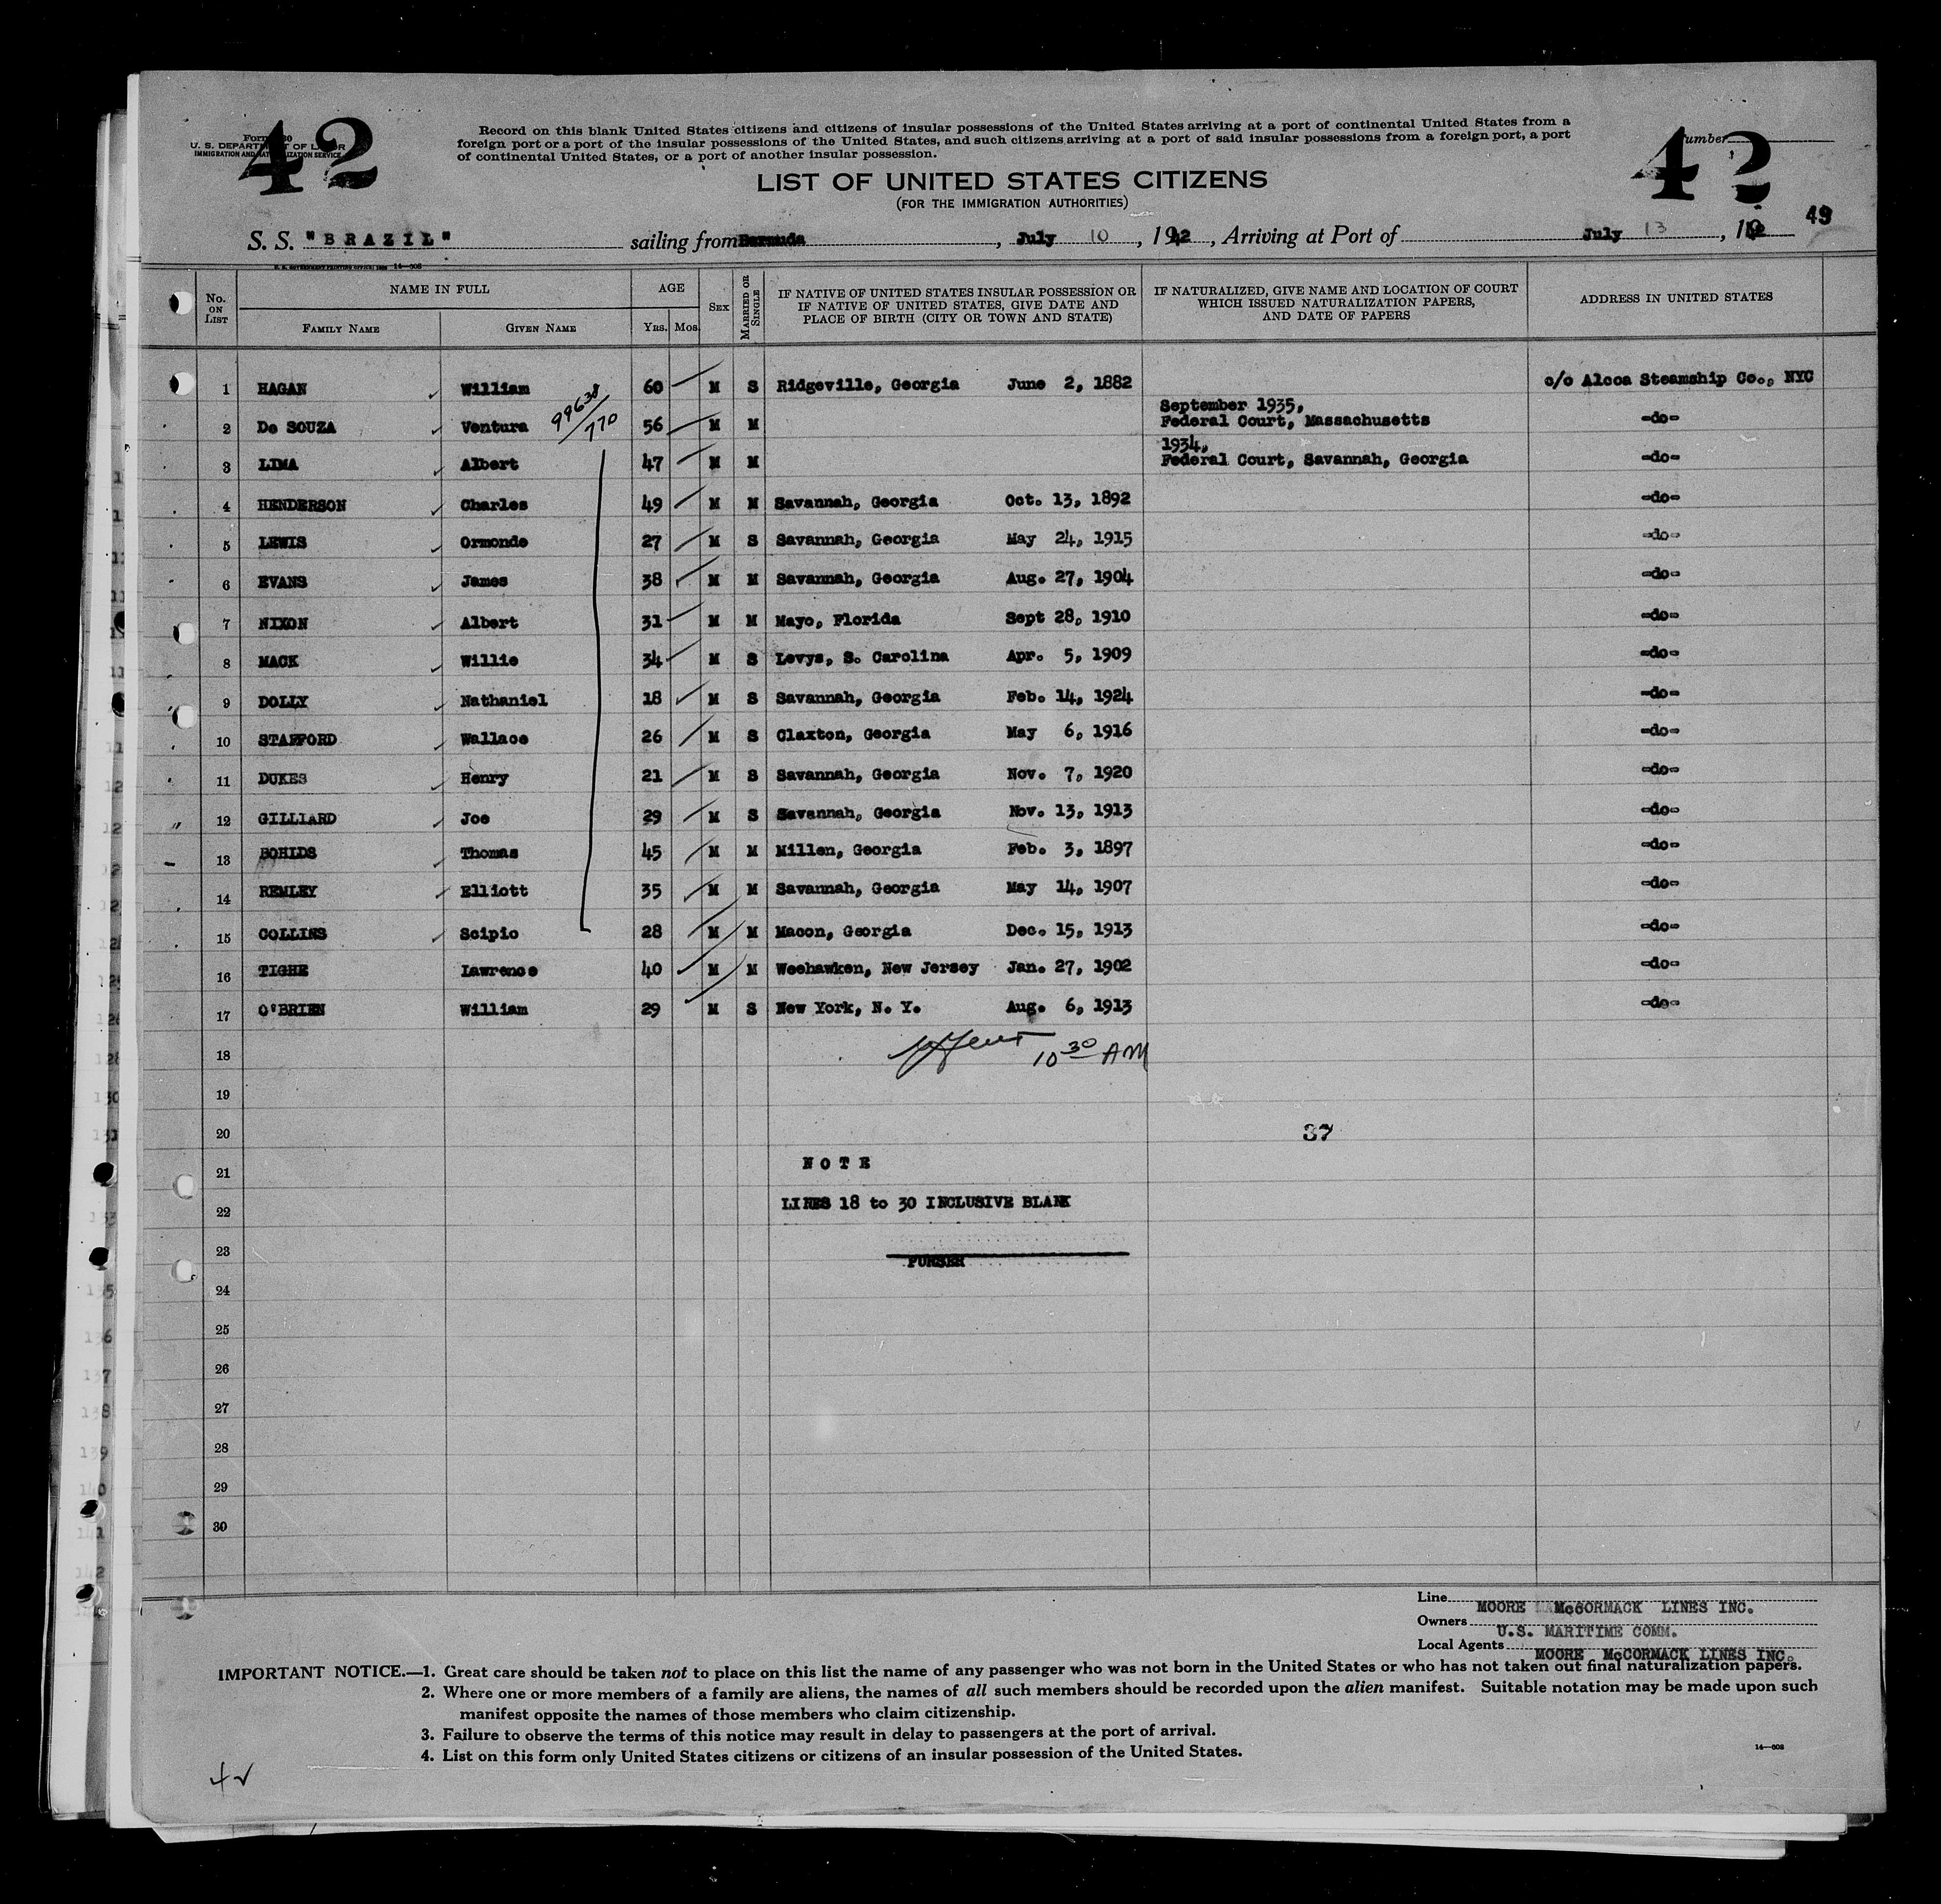 42
Form 630
U. S. DEPARTMENT OF LABOR
IMMIGRATION AND NATURALIZATION SERVICE
Record on this blank United States citizens and citizens of insular possessions of the United States arriving at a port of continental United States from a
foreign port or a port of the insular possessions of the United States, and such citizens arriving at a port of said insular possessions from a foreign port, a port
of continental United States, or a port of another insular possession.
Number
42
LIST OF UNITED STATES CITIZENS
(FOR THE IMMIGRATION AUTHORITIES)
49
S. S. "BRAZIL" sailing from Bermuda, July 10, 1942, Arriving at Port of July 13, 19
U. S. GOVERNMENT PRINTING OFFICE 14—508
No. ON LIST
NAME IN FULL
FAMILY NAME
GIVEN NAME
AGE
YRS. MOS.
SEX
MARRIED OR SINGLE
IF NATIVE OF UNITED STATES INSULAR POSSESSION OR
IF NATIVE OF UNITED STATES, GIVE DATE AND
PLACE OF BIRTH (CITY OR TOWN AND STATE)
IF NATURALIZED, GIVE NAME AND LOCATION OF COURT
WHICH ISSUED NATURALIZATION PAPERS,
AND DATE OF PAPERS
ADDRESS IN UNITED STATES
1 HAGAN William 60 M S Ridgeville, Georgia June 2, 1882 c/o Alcoa Steamship Co., NYC
99638/770
September 1935,
2 De SOUZA Ventura 56 M M Federal Court, Massachusetts -do-
1934,
3 LIMA Albert 47 M M Federal Court, Savannah, Georgia -do-
4 HENDERSON Charles 49 M M Savannah, Georgia Oct. 13, 1892 -do-
5 LEWIS Ormonde 27 M S Savannah, Georgia May 24, 1915 -do-
6 EVANS James 38 M M Savannah, Georgia Aug. 27, 1904 -do-
7 NIXON Albert 31 M M Mayo, Florida Sept 28, 1910 -do-
8 MACK Willie 34 M S Levys, S. Carolina Apr. 5, 1909 -do-
9 DOLLY Nathaniel 18 M S Savannah, Georgia Feb. 14, 1924 -do-
10 STAFFORD Wallace 26 M S Claxton, Georgia May 6, 1916 -do-
11 DUKES Henry 21 M S Savannah, Georgia Nov. 7, 1920 -do-
12 GILLIARD Joe 29 M S Savannah, Georgia Nov. 13, 1913 -do-
13 BOHILDS Thomas 45 M M Millen, Georgia Feb. 3, 1897 -do-
14 REMLEY Elliott 35 M M Savannah, Georgia May 14, 1907 -do-
15 COLLINS Scipio 28 M M Macon, Georgia Dec. 15, 1913 -do-
16 TIGHE Lawrence 40 M M Weehawken, New Jersey Jan. 27, 1902 -do-
17 O'BRIEN William 29 M S New York, N. Y. Aug. 6, 1913 -do-
18 10 30 AM
19
20 37
21 NOTE
22 LINES 18 to 30 INCLUSIVE BLANK
23
PURSER
24
25
26
27
28
29
30
Line MOORE McCORMACK LINES INC.
Owners U.S. MARITIME COMM.
Local Agents MOORE McCORMACK LINES INC.
IMPORTANT NOTICE.—1. Great care should be taken not to place on this list the name of any passenger who was not born in the United States or who has not taken out final naturalization papers.
2. Where one or more members of a family are aliens, the names of all such members should be recorded upon the alien manifest. Suitable notation may be made upon such
manifest opposite the names of those members who claim citizenship.
3. Failure to observe the terms of this notice may result in delay to passengers at the port of arrival.
4. List on this form only United States citizens or citizens of an insular possession of the United States.
14—508